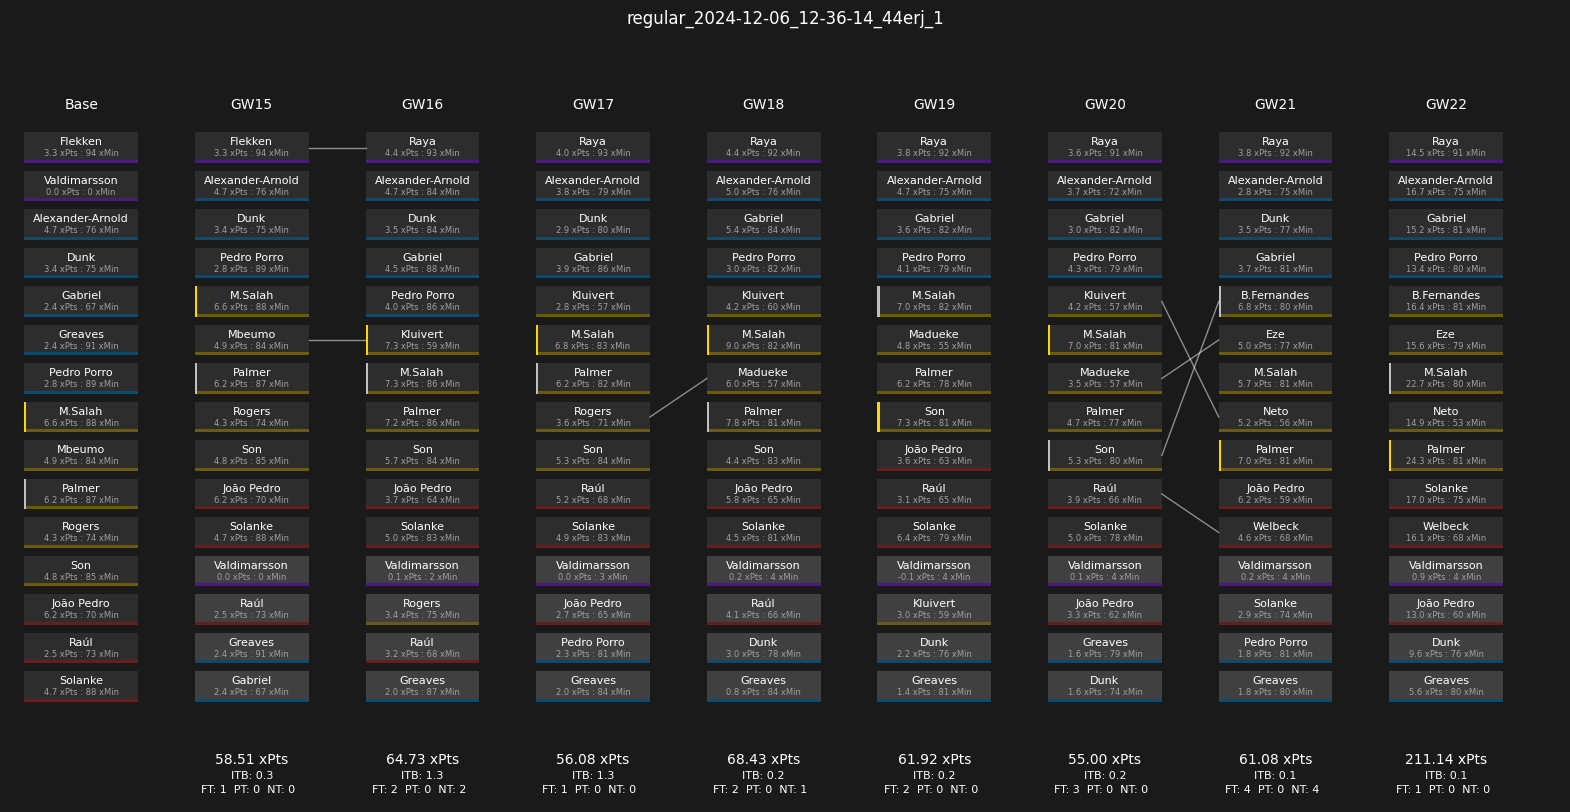 regular_2024-12-06_12-36-14_44erj_1
Base
Flekken
3.3 xPts : 94 xMin
Valdimarsson
0.0 xPts : 0 xMin
Alexander-Arnold
4.7 xPts : 76 xMin
Dunk
3.4 xPts : 75 xMin
Gabriel
2.4 xPts : 67 xMin
Greaves
2.4 xPts : 91 xMin
Pedro Porro
2.8 xPts : 89 xMin
M.Salah
6.6 xPts : 88 xMin
Mbeumo
4.9 xPts : 84 xMin
Palmer
6.2 xPts : 87 xMin
Rogers
4.3 xPts : 74 xMin
Son
4.8 xPts : 85 xMin
João Pedro
6.2 xPts : 70 xMin
Raúl
2.5 xPts : 73 xMin
Solanke
4.7 xPts : 88 xMin
GW15
Flekken
3.3 xPts : 94 xMin
Alexander-Arnold
4.7 xPts : 76 xMin
Dunk
3.4 xPts : 75 xMin
Pedro Porro
2.8 xPts : 89 xMin
M.Salah
6.6 xPts : 88 xMin
Mbeumo
4.9 xPts : 84 xMin
Palmer
6.2 xPts : 87 xMin
Rogers
4.3 xPts : 74 xMin
Son
4.8 xPts : 85 xMin
João Pedro
6.2 xPts : 70 xMin
Solanke
4.7 xPts : 88 xMin
Valdimarsson
0.0 xPts : 0 xMin
Raúl
2.5 xPts : 73 xMin
Greaves
2.4 xPts : 91 xMin
Gabriel
2.4 xPts : 67 xMin
58.51 xPts
ITB: 0.3
FT: 1 PT: 0 NT: 0
GW16
Raya
4.4 xPts : 93 xMin
Alexander-Arnold
4.7 xPts : 84 xMin
Dunk
3.5 xPts : 84 xMin
Gabriel
4.5 xPts : 88 xMin
Pedro Porro
4.0 xPts : 86 xMin
Kluivert
7.3 xPts : 59 xMin
M.Salah
7.3 xPts : 86 xMin
Palmer
7.2 xPts : 86 xMin
Son
5.7 xPts : 84 xMin
João Pedro
3.7 xPts : 64 xMin
Solanke
5.0 xPts : 83 xMin
Valdimarsson
0.1 xPts : 2 xMin
Rogers
3.4 xPts : 75 xMin
Raúl
3.2 xPts : 68 xMin
Greaves
2.0 xPts : 87 xMin
64.73 xPts
ITB: 1.3
FT: 2 PT: 0 NT: 2
GW17
Raya
4.0 xPts : 93 xMin
Alexander-Arnold
3.8 xPts : 79 xMin
Dunk
2.9 xPts : 80 xMin
Gabriel
3.9 xPts : 86 xMin
Kluivert
2.8 xPts : 57 xMin
M.Salah
6.8 xPts : 83 xMin
Palmer
6.2 xPts : 82 xMin
Rogers
3.6 xPts : 71 xMin
Son
5.3 xPts : 84 xMin
Raúl
5.2 xPts : 68 xMin
Solanke
4.9 xPts : 83 xMin
Valdimarsson
0.0 xPts : 3 xMin
João Pedro
2.7 xPts : 65 xMin
Pedro Porro
2.3 xPts : 81 xMin
Greaves
2.0 xPts : 84 xMin
56.08 xPts
ITB: 1.3
FT: 1 PT: 0 NT: 0
GW18
Raya
4.4 xPts : 92 xMin
Alexander-Arnold
5.0 xPts : 76 xMin
Gabriel
5.4 xPts : 84 xMin
Pedro Porro
3.0 xPts : 82 xMin
Kluivert
4.2 xPts : 60 xMin
M.Salah
9.0 xPts : 82 xMin
Madueke
6.0 xPts : 57 xMin
Palmer
7.8 xPts : 81 xMin
Son
4.4 xPts : 83 xMin
João Pedro
5.8 xPts : 65 xMin
Solanke
4.5 xPts : 81 xMin
Valdimarsson
0.2 xPts : 4 xMin
Raúl
4.1 xPts : 66 xMin
Dunk
3.0 xPts : 78 xMin
Greaves
0.8 xPts : 84 xMin
68.43 xPts
ITB: 0.2
FT: 2 PT: 0 NT: 1
GW19
Raya
3.8 xPts : 92 xMin
Alexander-Arnold
4.7 xPts : 75 xMin
Gabriel
3.6 xPts : 82 xMin
Pedro Porro
4.1 xPts : 79 xMin
M.Salah
7.0 xPts : 82 xMin
Madueke
4.8 xPts : 55 xMin
Palmer
6.2 xPts : 78 xMin
Son
7.3 xPts : 81 xMin
João Pedro
3.6 xPts : 63 xMin
Raúl
3.1 xPts : 65 xMin
Solanke
6.4 xPts : 79 xMin
Valdimarsson
-0.1 xPts : 4 xMin
Kluivert
3.0 xPts : 59 xMin
Dunk
2.2 xPts : 76 xMin
Greaves
1.4 xPts : 81 xMin
61.92 xPts
ITB: 0.2
FT: 2 PT: 0 NT: 0
GW20
Raya
3.6 xPts : 91 xMin
Alexander-Arnold
3.7 xPts : 72 xMin
Gabriel
3.0 xPts : 82 xMin
Pedro Porro
4.3 xPts : 79 xMin
Kluivert
4.2 xPts : 57 xMin
M.Salah
7.0 xPts : 81 xMin
Madueke
3.5 xPts : 57 xMin
Palmer
4.7 xPts : 77 xMin
Son
5.3 xPts : 80 xMin
Raúl
3.9 xPts : 66 xMin
Solanke
5.0 xPts : 78 xMin
Valdimarsson
0.1 xPts : 4 xMin
João Pedro
3.3 xPts : 62 xMin
Greaves
1.6 xPts : 79 xMin
Dunk
1.6 xPts : 74 xMin
55.00 xPts
ITB: 0.2
FT: 3 PT: 0 NT: 0
GW21
Raya
3.8 xPts : 92 xMin
Alexander-Arnold
2.8 xPts : 75 xMin
Dunk
3.5 xPts : 77 xMin
Gabriel
3.7 xPts : 81 xMin
B.Fernandes
6.8 xPts : 80 xMin
Eze
5.0 xPts : 77 xMin
M.Salah
5.7 xPts : 81 xMin
Neto
5.2 xPts : 56 xMin
Palmer
7.0 xPts : 81 xMin
João Pedro
6.2 xPts : 59 xMin
Welbeck
4.6 xPts : 68 xMin
Valdimarsson
0.2 xPts : 4 xMin
Solanke
2.9 xPts : 74 xMin
Pedro Porro
1.8 xPts : 81 xMin
Greaves
1.8 xPts : 80 xMin
61.08 xPts
ITB: 0.1
FT: 4 PT: 0 NT: 4
GW22
Raya
14.5 xPts : 91 xMin
Alexander-Arnold
16.7 xPts : 75 xMin
Gabriel
15.2 xPts : 81 xMin
Pedro Porro
13.4 xPts : 80 xMin
B.Fernandes
16.4 xPts : 81 xMin
Eze
15.6 xPts : 79 xMin
M.Salah
22.7 xPts : 80 xMin
Neto
14.9 xPts : 53 xMin
Palmer
24.3 xPts : 81 xMin
Solanke
17.0 xPts : 75 xMin
Welbeck
16.1 xPts : 68 xMin
Valdimarsson
0.9 xPts : 4 xMin
João Pedro
13.0 xPts : 60 xMin
Dunk
9.6 xPts : 76 xMin
Greaves
5.6 xPts : 80 xMin
211.14 xPts
ITB: 0.1
FT: 1 PT: 0 NT: 0